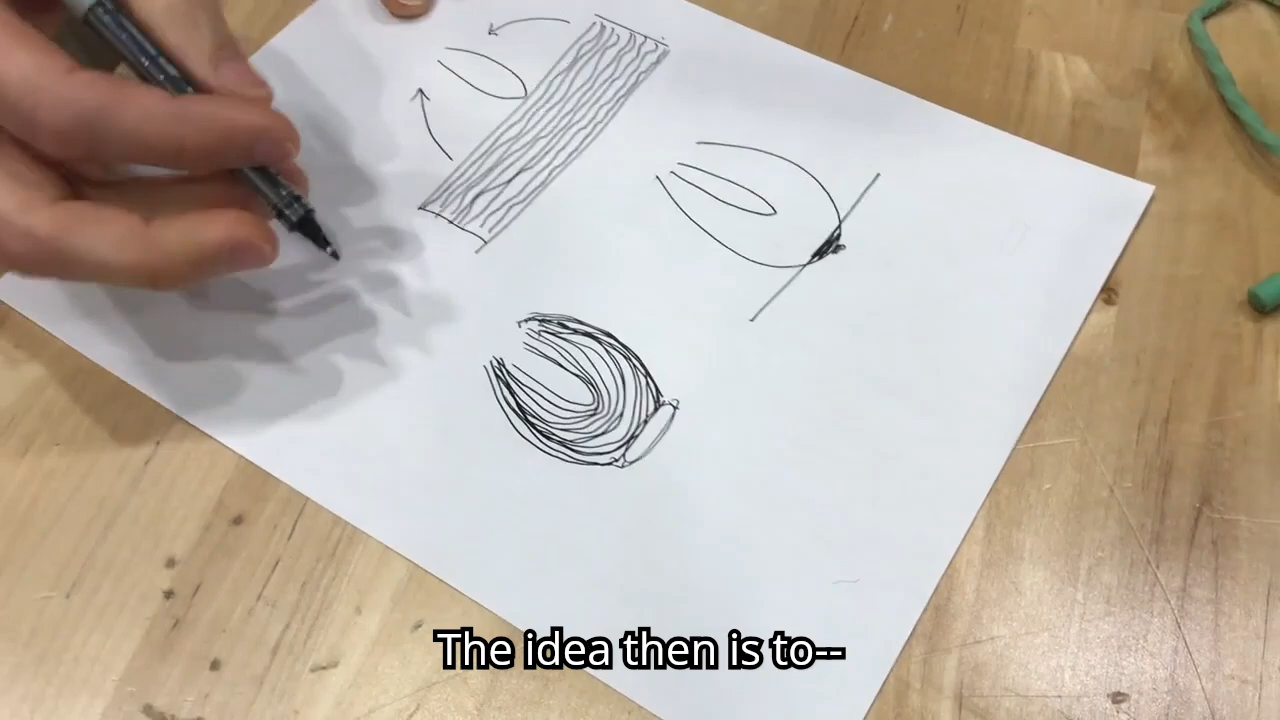 The idea then is to--